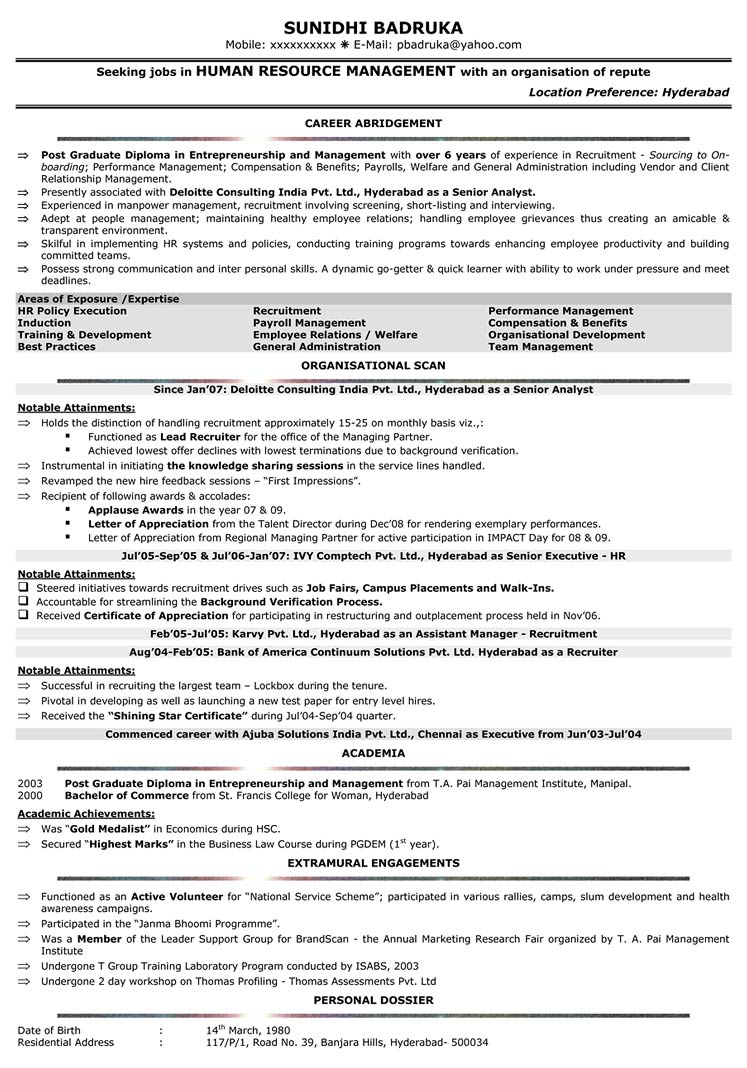 SUNIDHI BADRUKA
Mobile: xxxxxxxxxx ✷ E-Mail: pbadruka@yahoo.com
Seeking jobs in HUMAN RESOURCE MANAGEMENT with an organisation of repute
Location Preference: Hyderabad
CAREER ABRIDGEMENT
⇒ Post Graduate Diploma in Entrepreneurship and Management with over 6 years of experience in Recruitment - Sourcing to On-
boarding; Performance Management; Compensation & Benefits; Payrolls, Welfare and General Administration including Vendor and Client
Relationship Management.
⇒ Presently associated with Deloitte Consulting India Pvt. Ltd., Hyderabad as a Senior Analyst.
⇒ Experienced in manpower management, recruitment involving screening, short-listing and interviewing.
⇒ Adept at people management; maintaining healthy employee relations; handling employee grievances thus creating an amicable &
transparent environment.
⇒ Skilful in implementing HR systems and policies, conducting training programs towards enhancing employee productivity and building
committed teams.
⇒ Possess strong communication and inter personal skills. A dynamic go-getter & quick learner with ability to work under pressure and meet
deadlines.
Areas of Exposure /Expertise
HR Policy Execution Recruitment Performance Management
Induction Payroll Management Compensation & Benefits
Training & Development Employee Relations / Welfare Organisational Development
Best Practices General Administration Team Management
ORGANISATIONAL SCAN
Since Jan'07: Deloitte Consulting India Pvt. Ltd., Hyderabad as a Senior Analyst
Notable Attainments:
⇒ Holds the distinction of handling recruitment approximately 15-25 on monthly basis viz.,:
▪ Functioned as Lead Recruiter for the office of the Managing Partner.
▪ Achieved lowest offer declines with lowest terminations due to background verification.
⇒ Instrumental in initiating the knowledge sharing sessions in the service lines handled.
⇒ Revamped the new hire feedback sessions – “First Impressions”.
⇒ Recipient of following awards & accolades:
▪ Applause Awards in the year 07 & 09.
▪ Letter of Appreciation from the Talent Director during Dec'08 for rendering exemplary performances.
▪ Letter of Appreciation from Regional Managing Partner for active participation in IMPACT Day for 08 & 09.
Jul'05-Sep'05 & Jul'06-Jan'07: IVY Comptech Pvt. Ltd., Hyderabad as Senior Executive - HR
Notable Attainments:
❑ Steered initiatives towards recruitment drives such as Job Fairs, Campus Placements and Walk-Ins.
❑ Accountable for streamlining the Background Verification Process.
❑ Received Certificate of Appreciation for participating in restructuring and outplacement process held in Nov'06.
Feb'05-Jul'05: Karvy Pvt. Ltd., Hyderabad as an Assistant Manager - Recruitment
Aug'04-Feb'05: Bank of America Continuum Solutions Pvt. Ltd. Hyderabad as a Recruiter
Notable Attainments:
⇒ Successful in recruiting the largest team – Lockbox during the tenure.
⇒ Pivotal in developing as well as launching a new test paper for entry level hires.
⇒ Received the “Shining Star Certificate” during Jul'04-Sep'04 quarter.
Commenced career with Ajuba Solutions India Pvt. Ltd., Chennai as Executive from Jun'03-Jul'04
ACADEMIA
2003 Post Graduate Diploma in Entrepreneurship and Management from T.A. Pai Management Institute, Manipal.
2000 Bachelor of Commerce from St. Francis College for Woman, Hyderabad
Academic Achievements:
⇒ Was “Gold Medalist” in Economics during HSC.
⇒ Secured “Highest Marks” in the Business Law Course during PGDEM (1st year).
EXTRAMURAL ENGAGEMENTS
⇒ Functioned as an Active Volunteer for “National Service Scheme”; participated in various rallies, camps, slum development and health
awareness campaigns.
⇒ Participated in the “Janma Bhoomi Programme”.
⇒ Was a Member of the Leader Support Group for BrandScan - the Annual Marketing Research Fair organized by T. A. Pai Management
Institute
⇒ Undergone T Group Training Laboratory Program conducted by ISABS, 2003
⇒ Undergone 2 day workshop on Thomas Profiling - Thomas Assessments Pvt. Ltd
PERSONAL DOSSIER
Date of Birth : 14th March, 1980
Residential Address : 117/P/1, Road No. 39, Banjara Hills, Hyderabad- 500034